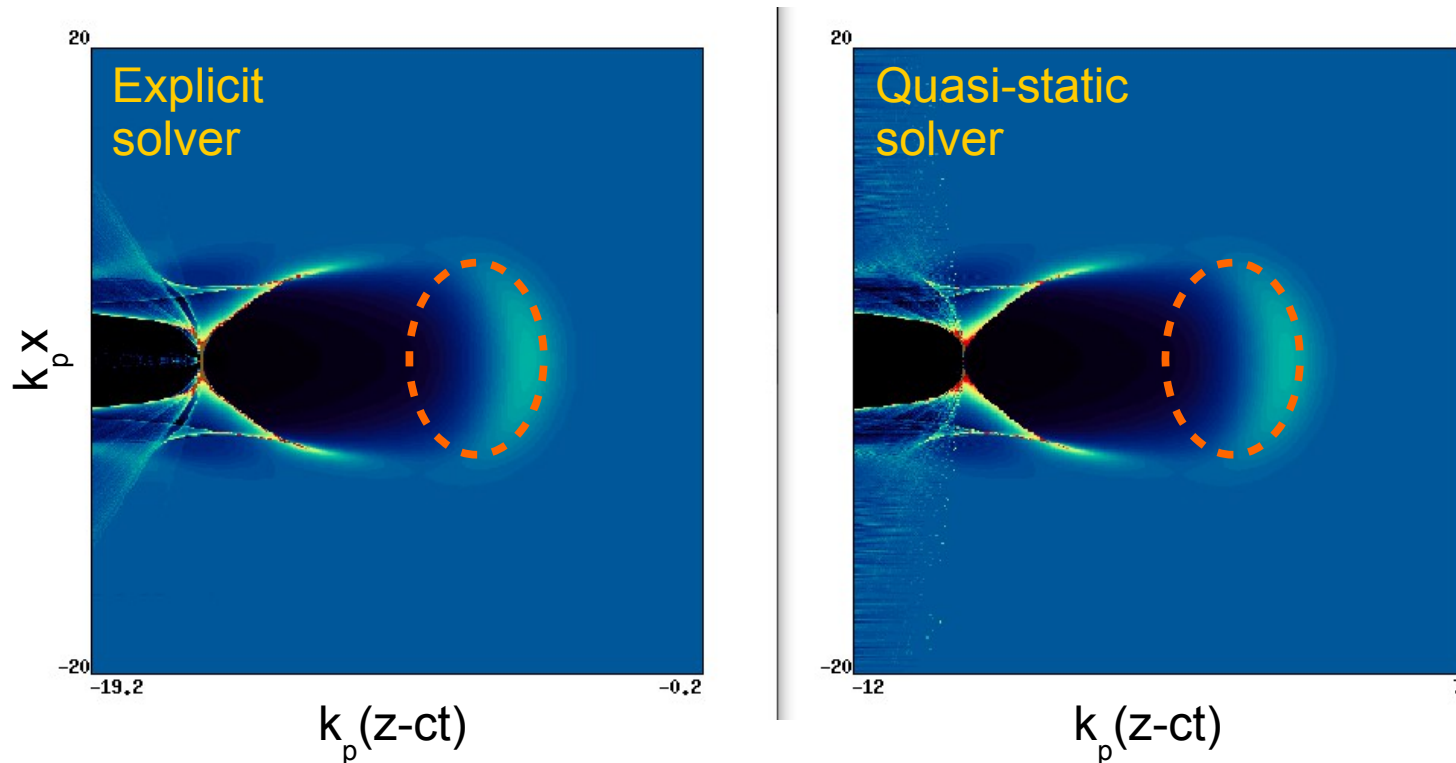 20
Explicit
solver
k_p x
-20
-19.2
-0.2
k_p(z-ct)
20
Quasi-static
solver
-20
-12
k_p(z-ct)